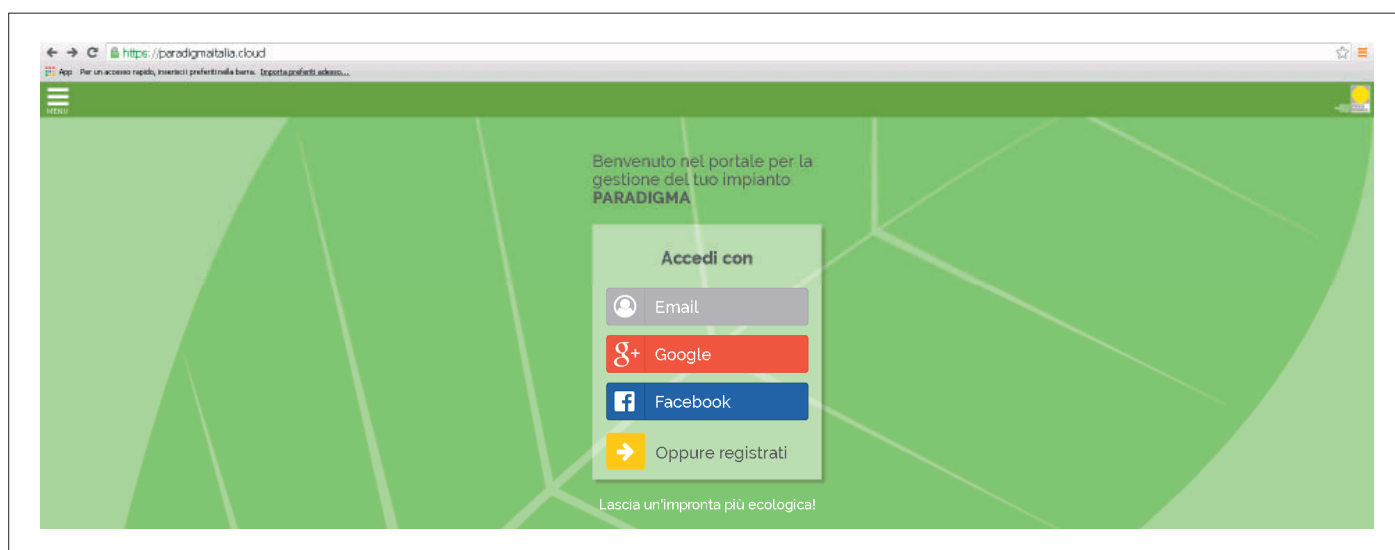 https://paradigmaitalia.cloud
App Per un accesso rapido, inserisci i preferiti nella barra. Importa preferiti adesso...
MENU
Benvenuto nel portale per la
gestione del tuo impianto
PARADIGMA
Accedi con
Email
g+ Google
Facebook
Oppure registrati
Lascia un'impronta più ecologica!